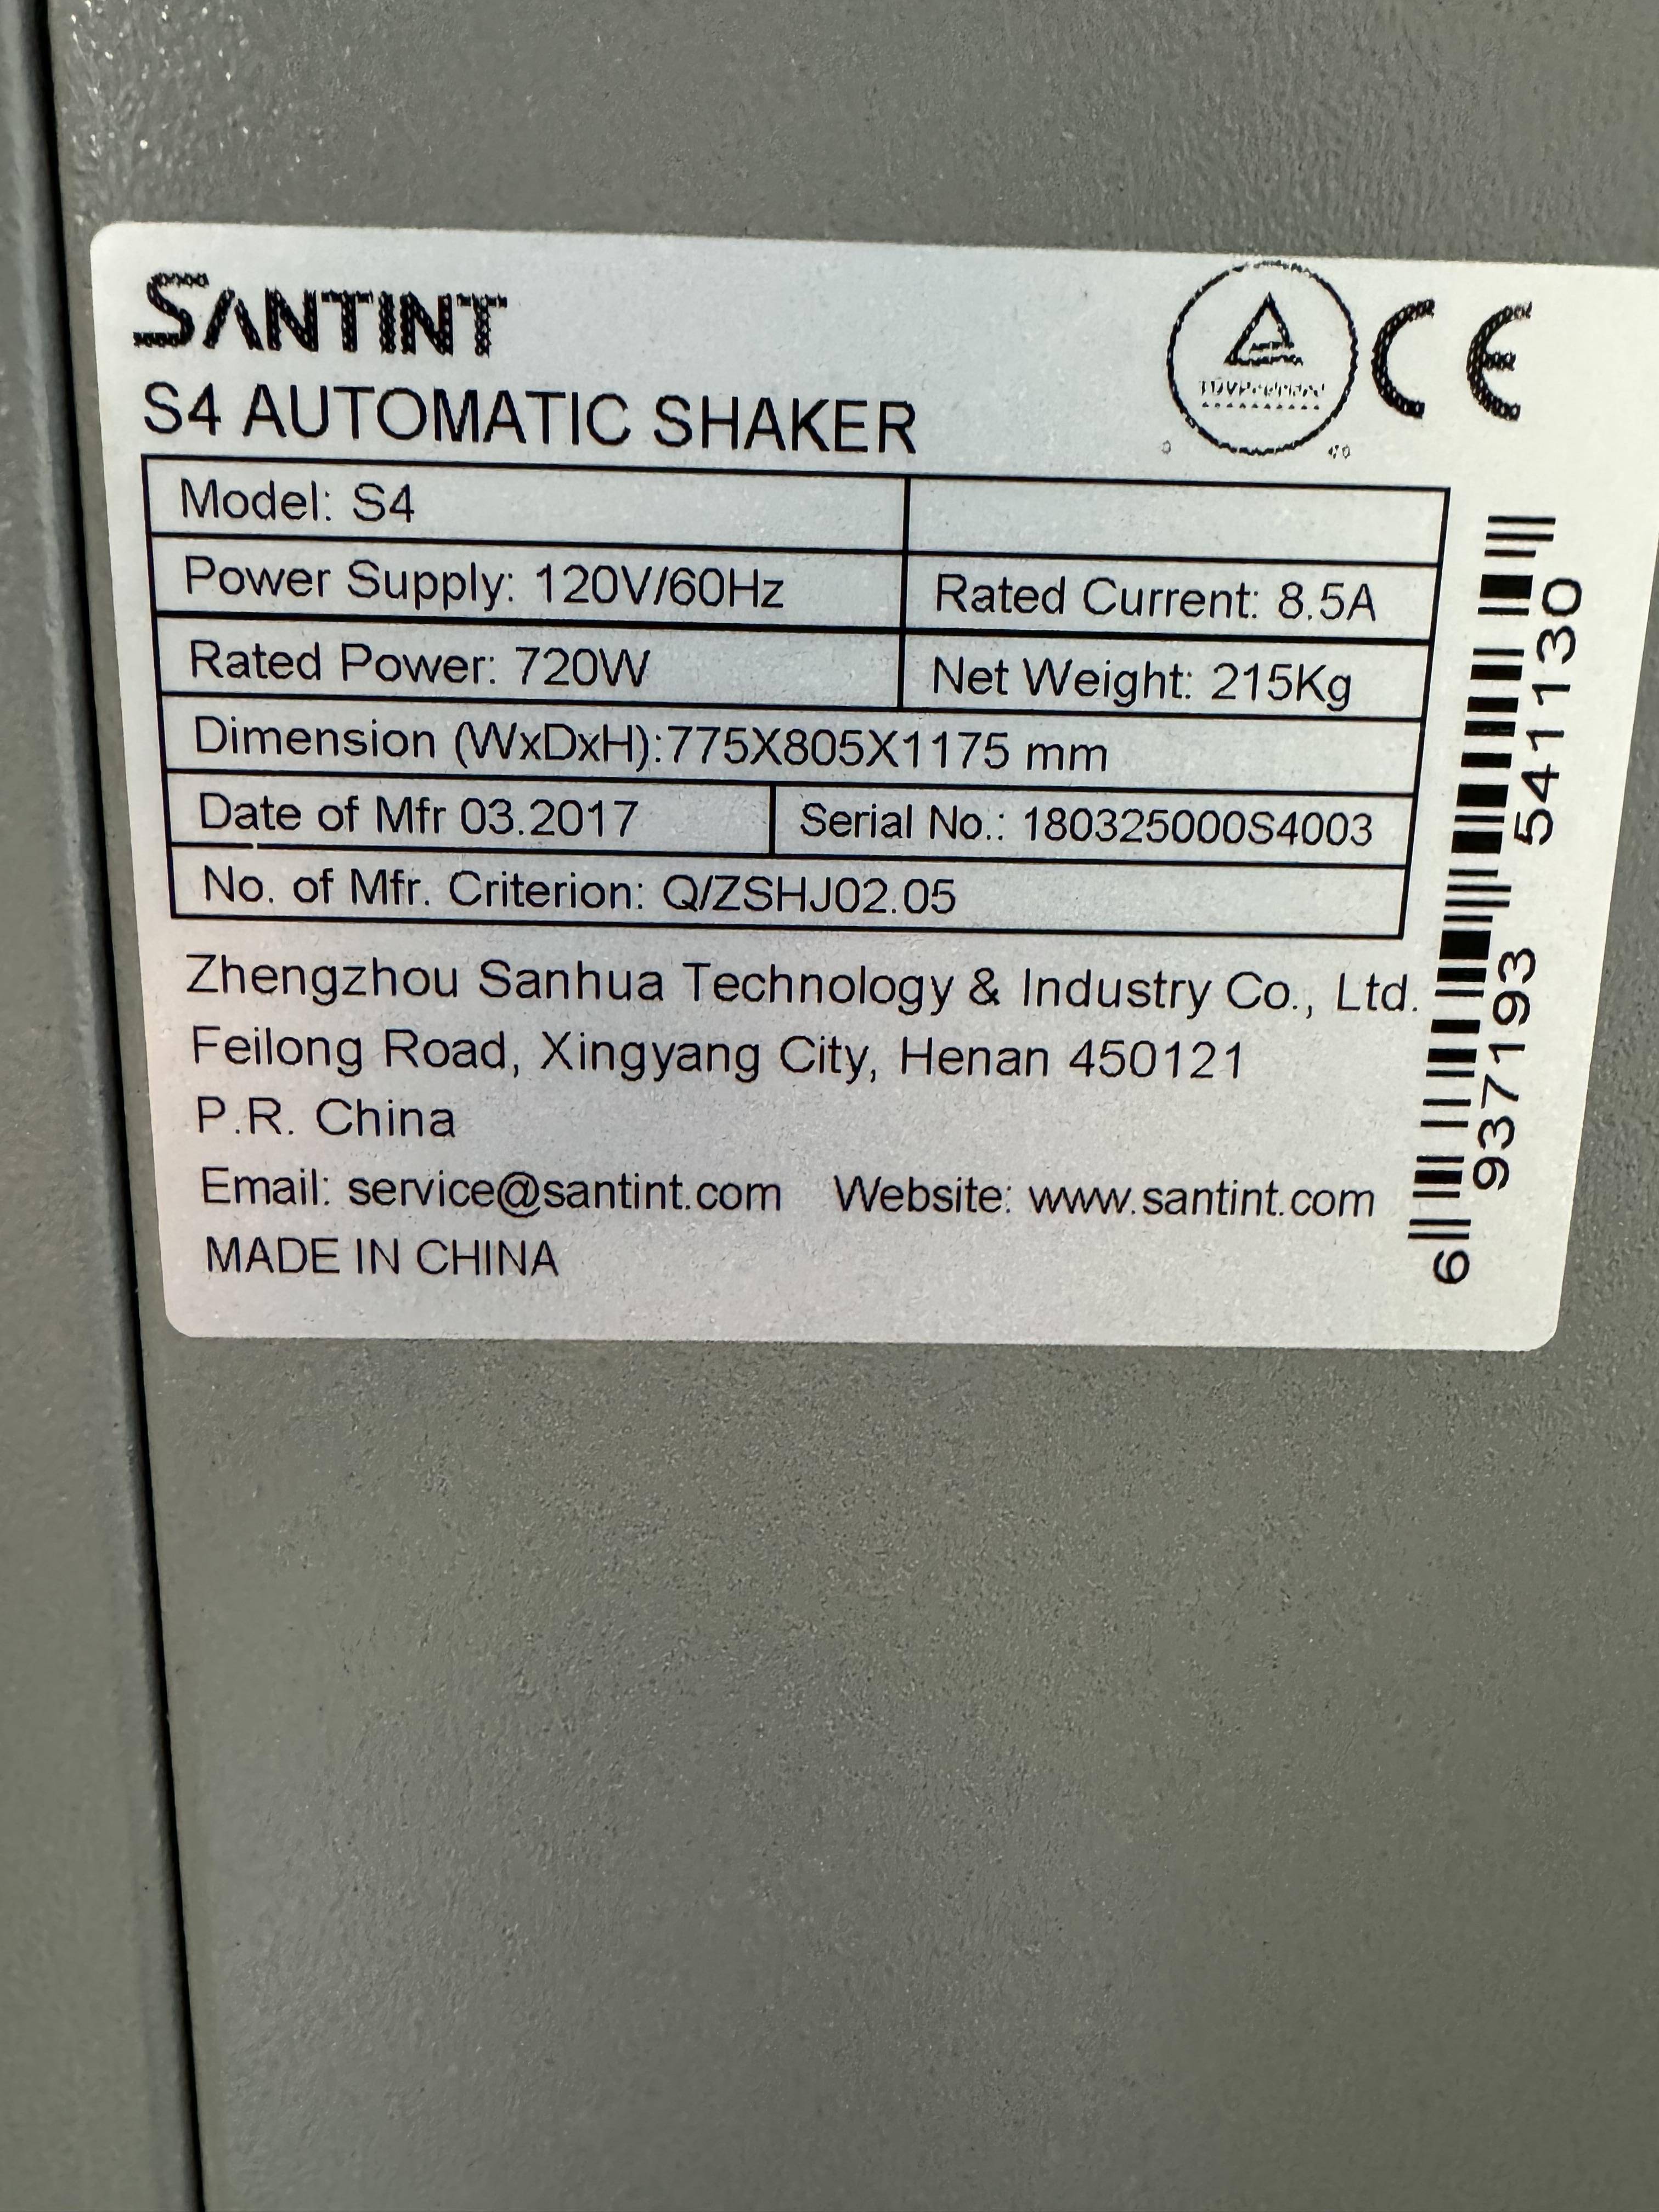 SANTINT
CE
S4 AUTOMATIC SHAKER
Model: S4
Power Supply: 120V/60Hz Rated Current: 8.5A
Rated Power: 720W Net Weight: 215Kg
Dimension (WxDxH):775X805X1175 mm
Date of Mfr 03.2017 Serial No.: 180325000S4003
No. of Mfr. Criterion: Q/ZSHJ02.05
Zhengzhou Sanhua Technology & Industry Co., Ltd.
Feilong Road, Xingyang City, Henan 450121
P.R. China
Email: service@santint.com Website: www.santint.com
MADE IN CHINA
6 937193 541130